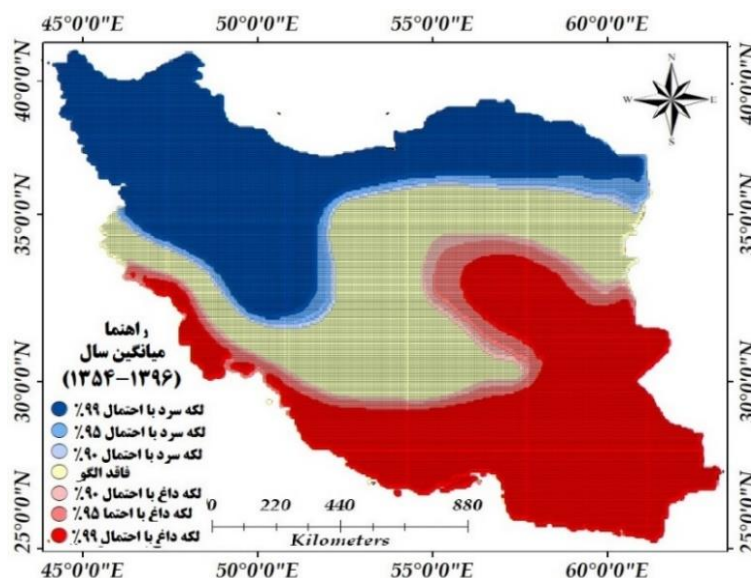 45°0'0"E 50°0'0"E 55°0'0"E 60°0'0"E
40°0'0"N
35°0'0"N
30°0'0"N
25°0'0"N
40°0'0"N
35°0'0"N
30°0'0"N
25°0'0"N
N
W E
S
راهنما
میانگین سال
(۱۳۵۴-۱۳۹۶)
لکه سرد با احتمال ۹۹٪
لکه سرد با احتمال ۹۵٪
لکه سرد با احتمال ۹۰٪
فاقد الگو
لکه داغ با احتمال ۹۰٪
لکه داغ با احتما ۹۵٪
لکه داغ با احتمال ۹۹٪
0 220 440 880
Kilometers
45°0'0"E 50°0'0"E 55°0'0"E 60°0'0"E